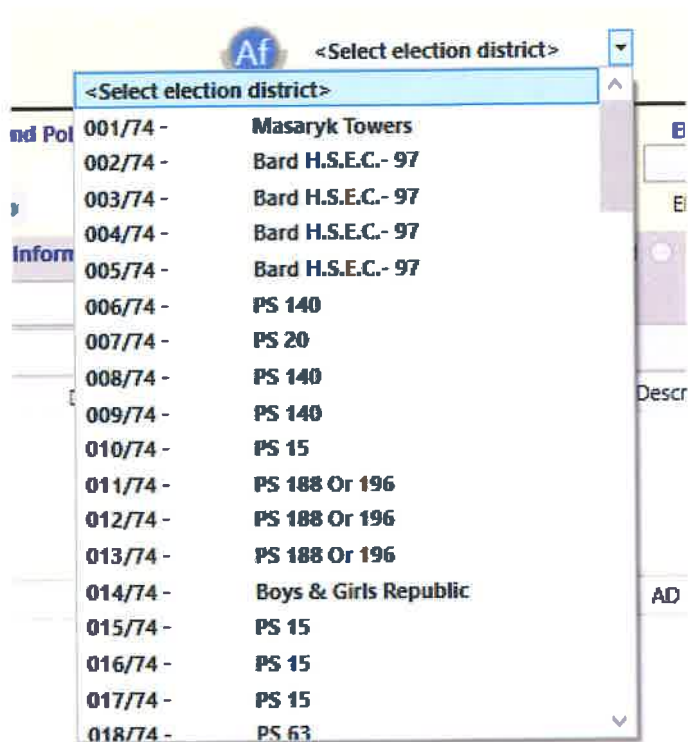 Af <Select election district>
<Select election district>
001/74 - Masaryk Towers
002/74 - Bard H.S.E.C.- 97
003/74 - Bard H.S.E.C.- 97
004/74 - Bard H.S.E.C.- 97
005/74 - Bard H.S.E.C.- 97
006/74 - PS 140
007/74 - PS 20
008/74 - PS 140
009/74 - PS 140
010/74 - PS 15
011/74 - PS 188 Or 196
012/74 - PS 188 Or 196
013/74 - PS 188 Or 196
014/74 - Boys & Girls Republic
015/74 - PS 15
016/74 - PS 15
017/74 - PS 15
018/74 - PS 63
nd Pol
Inform
Descr
AD